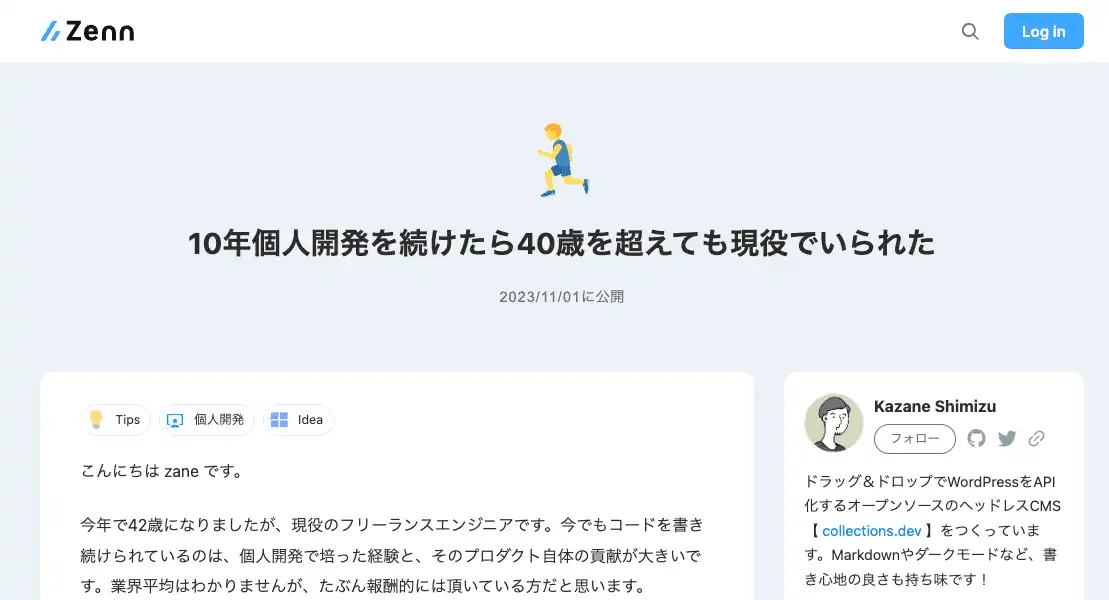 Zenn
Log in
10年個人開発を続けたら40歳を超えても現役でいられた
2023/11/01に公開
Tips
個人開発
Idea
こんにちは zane です。
今年で42歳になりましたが、現役のフリーランスエンジニアです。今でもコードを書き
続けられているのは、個人開発で培った経験と、そのプロダクト自体の貢献が大きいで
す。業界平均はわかりませんが、たぶん報酬的には頂いている方だと思います。
Kazane Shimizu
フォロー
ドラッグ＆ドロップでWordPressをAPI
化するオープンソースのヘッドレスCMS
【 collections.dev 】をつくっていま
す。Markdownやダークモードなど、書
き心地の良さも持ち味です！